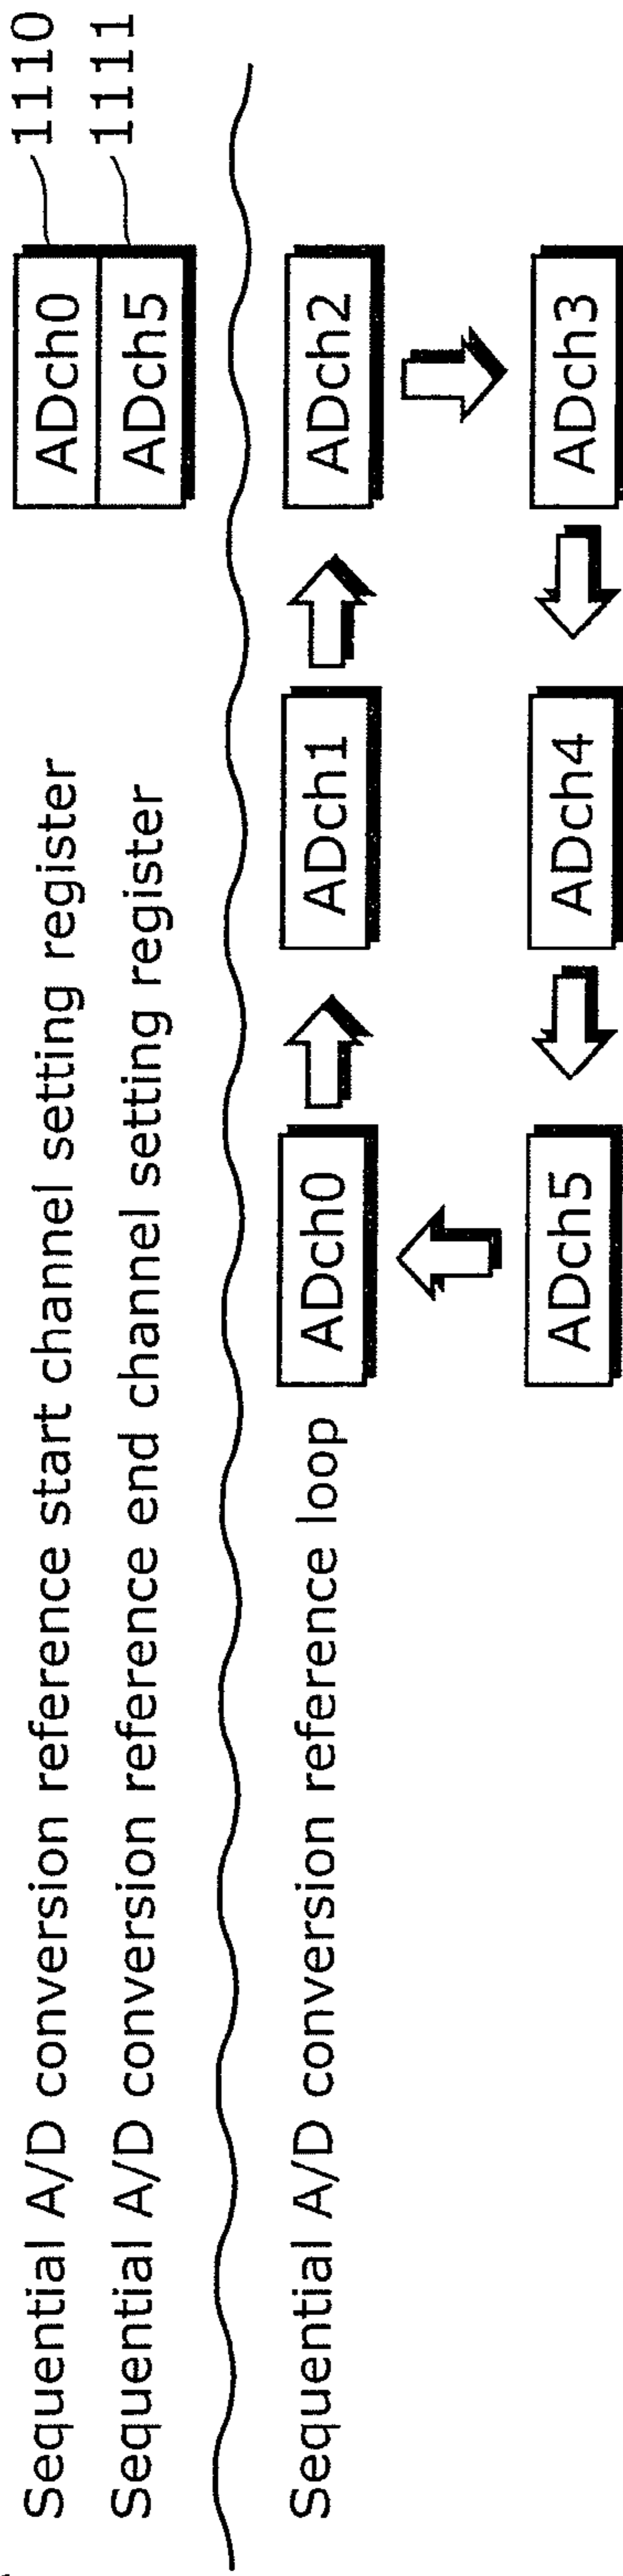 Sequential A/D conversion reference start channel setting register ADch0 1110
Sequential A/D conversion reference end channel setting register ADch5 1111
Sequential A/D conversion reference loop ADch0 ADch1 ADch2
ADch5 ADch4 ADch3